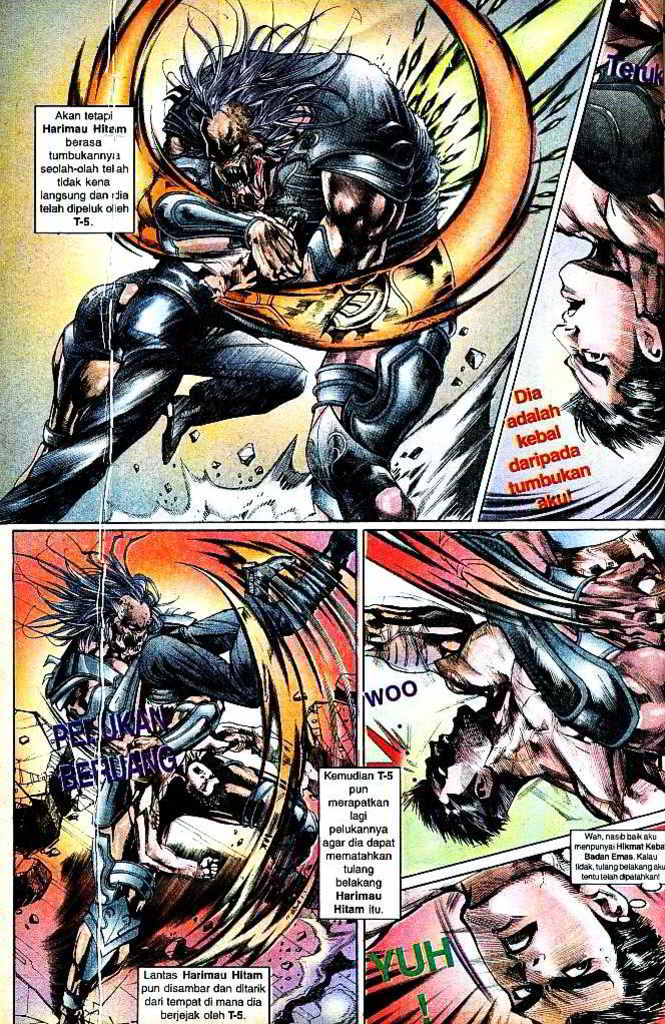 Akan tetapi
Harimau Hitam
berasa
tumbukannya
seolah-olah telah
tidak kena
langsung dan dia
telah dipeluk oleh
T-5.
Teruk
Dia
adalah
kebal
daripada
tumbukan
aku!
PELUKAN
BERUANG
Lantas Harimau Hitam
pun disambar dan ditarik
dari tempat di mana dia
berjejak oleh T-5.
Kemudian T-5
pun
merapatkan
lagi
pelukannya
agar dia dapat
mematahkan
tulang
belakang
Harimau
Hitam itu.
WOO
Wah, nasib baik aku
menpunyai Hikmat Kebal
Badan Emas. Kalau
tidak, tulang belakang aku
tentu telah dipatahkan!
YUH
!